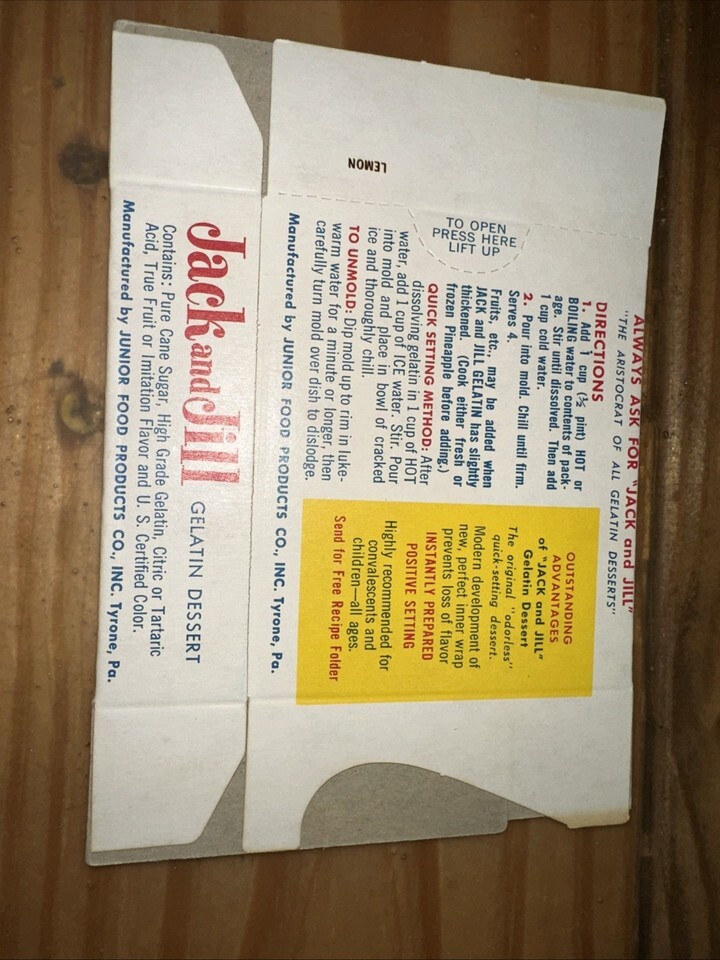 ALWAYS ASK FOR "JACK and JILL"
"THE ARISTOCRAT OF ALL GELATIN DESSERTS"
DIRECTIONS
1. Add 1 cup (½ pint) HOT or
BOILING water to contents of pack-
age. Stir until dissolved. Then add
1 cup cold water.
2. Pour into mold. Chill until firm.
Serves 4.
Fruits, etc., may be added when
JACK and JILL GELATIN has slightly
thickened. (Cook either fresh or
frozen Pineapple before adding.)
QUICK SETTING METHOD: After
dissolving gelatin in 1 cup of HOT
water, add 1 cup of ICE water. Stir. Pour
into mold and place in bowl of cracked
ice and thoroughly chill.
TO UNMOLD: Dip mold up to rim in luke-
warm water for a minute or longer, then
carefully turn mold over dish to dislodge.
OUTSTANDING
ADVANTAGES
of "JACK and JILL"
Gelatin Dessert
The original "odorless"
quick-setting dessert.
Modern development of
new, perfect inner wrap
prevents loss of flavor
INSTANTLY PREPARED
POSITIVE SETTING
Highly recommended for
convalescents and
children—all ages.
Send for Free Recipe Folder
Manufactured by JUNIOR FOOD PRODUCTS CO., INC. Tyrone, Pa.
TO OPEN
PRESS HERE
LIFT UP
LEMON
Jack and Jill GELATIN DESSERT
Contains: Pure Cane Sugar, High Grade Gelatin, Citric or Tartaric
Acid, True Fruit or Imitation Flavor and U. S. Certified Color.
Manufactured by JUNIOR FOOD PRODUCTS CO., INC. Tyrone, Pa.